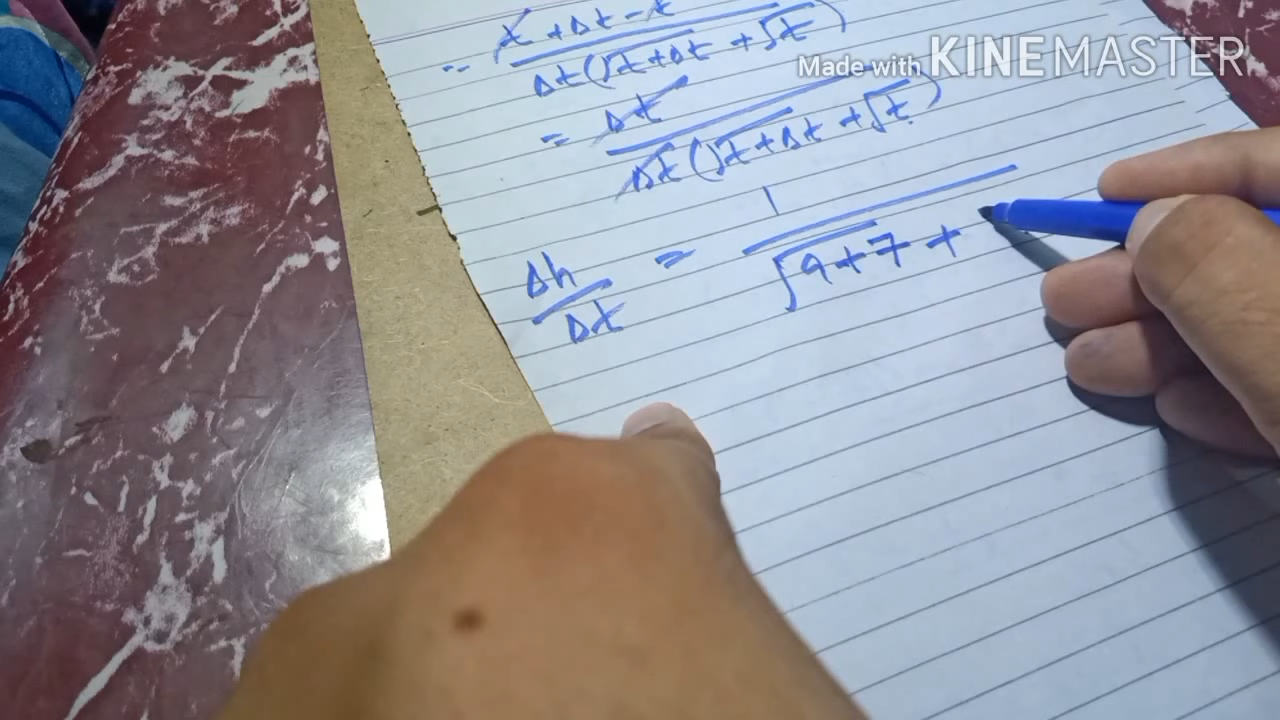 = x + Δt - t / Δt(√t+Δt + √t)
Made with KINEMASTER
= Δt / Δt(√t+Δt + √t)
Δh / Δt = 1 / √9+7 +